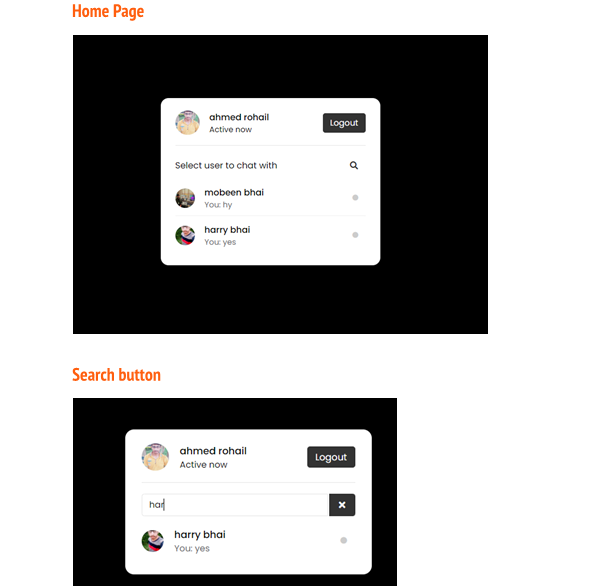 Home Page
ahmed rohail
Active now
Logout
Select user to chat with
mobeen bhai
You: hy
harry bhai
You: yes
Search button
ahmed rohail
Active now
Logout
har
harry bhai
You: yes